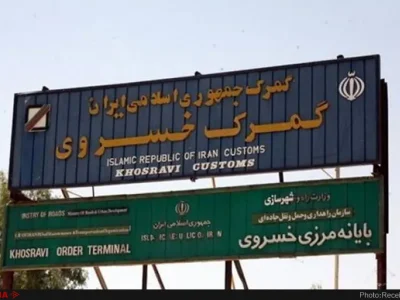 گمرک جمهوری اسلامی ایران
گمرک خسروی
ISLAMIC REPUBLIC OF IRAN CUSTOMS
KHOSRAVI CUSTOMS
وزارت راه و شهرسازی
سازمان راهداری و حمل و نقل جاده‌ای
پایانه مرزی خسروی
جمهوری اسلامی ایران
KHOSRAVI ORDER TERMINAL
Photo:Recei